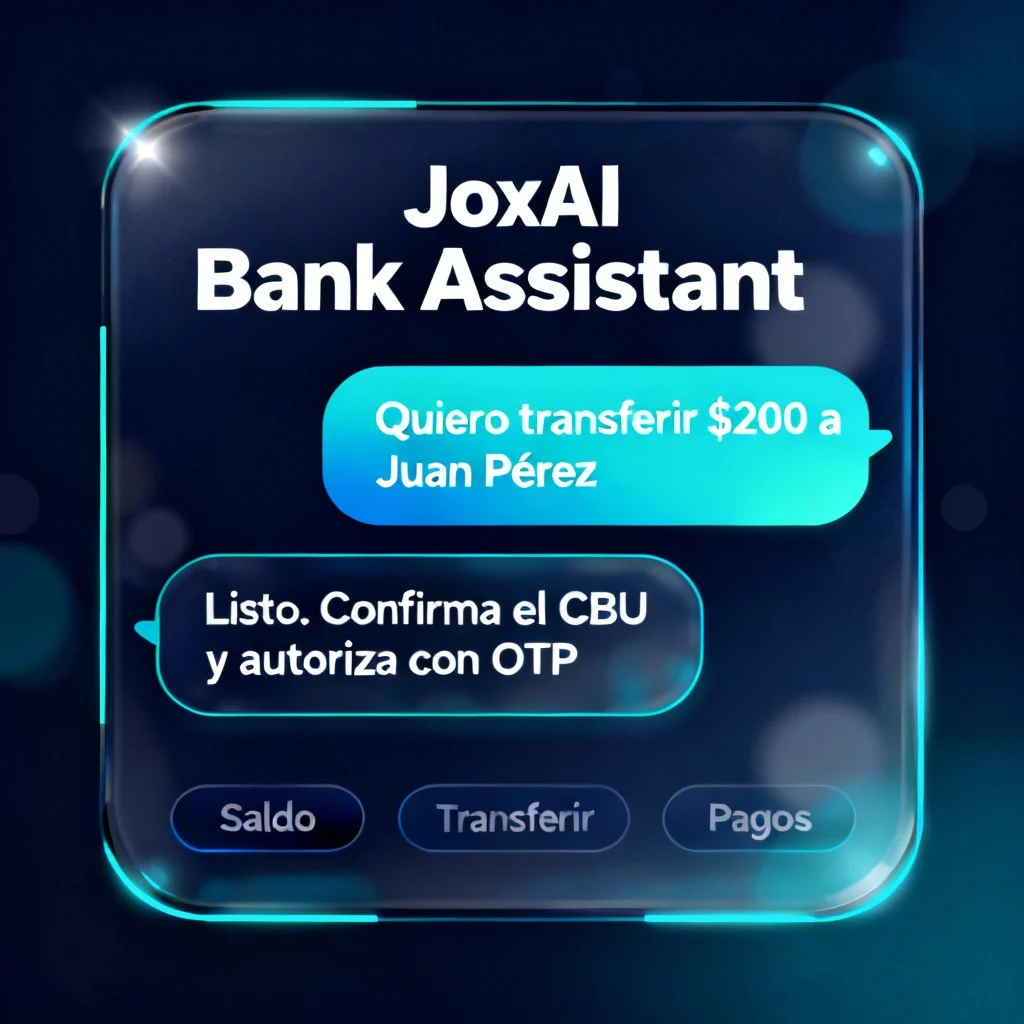 JoxAI
Bank Assistant
Quiero transferir $200 a
Juan Pérez
Listo. Confirma el CBU
y autoriza con OTP
Saldo
Transferir
Pagos